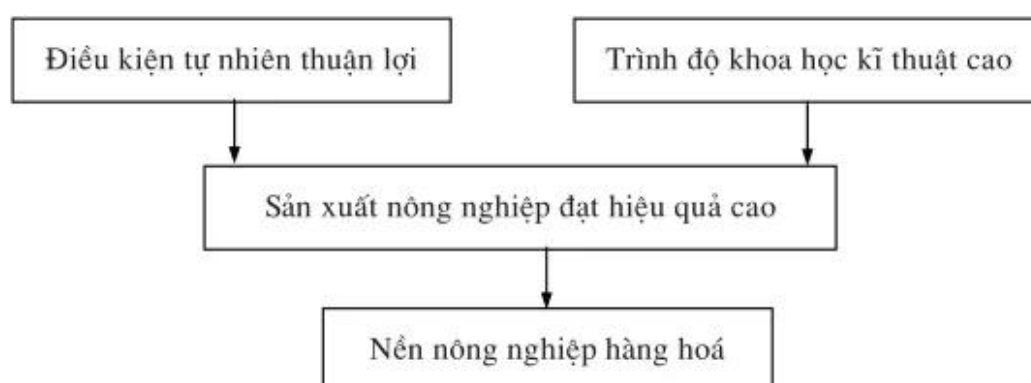 Điều kiện tự nhiên thuận lợi
Trình độ khoa học kĩ thuật cao
Sản xuất nông nghiệp đạt hiệu quả cao
Nền nông nghiệp hàng hoá